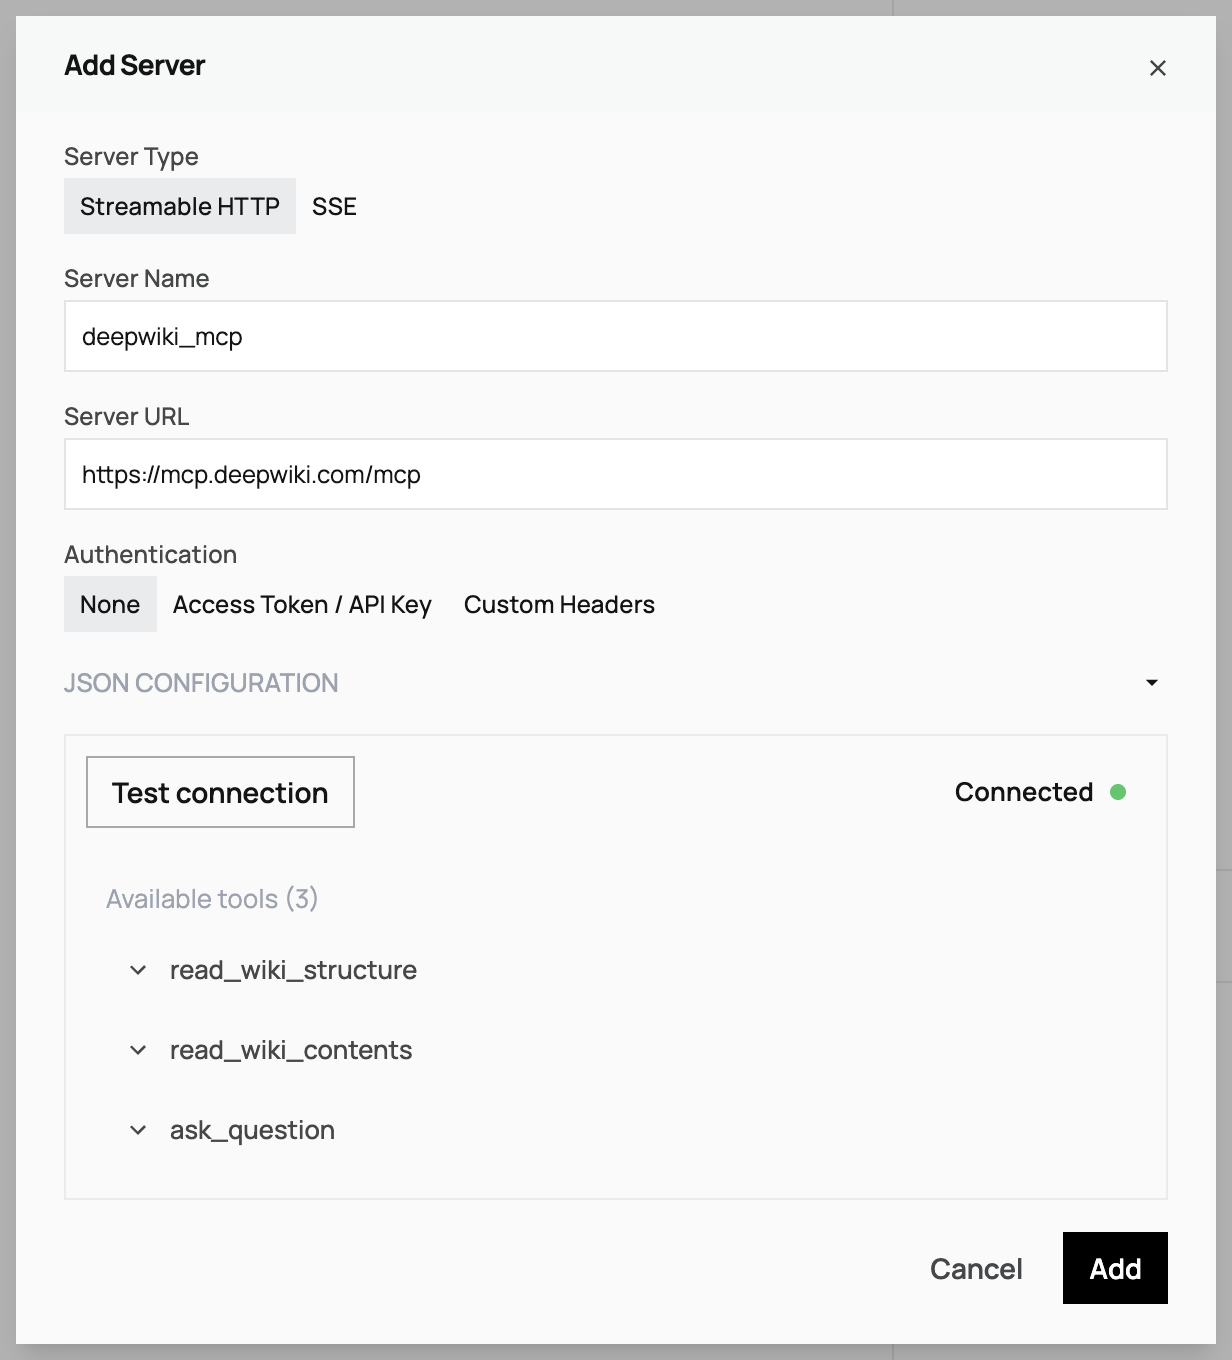 Add Server
Server Type
Streamable HTTP SSE
Server Name
deepwiki_mcp
Server URL
https://mcp.deepwiki.com/mcp
Authentication
None Access Token / API Key Custom Headers
JSON CONFIGURATION
Test connection Connected
Available tools (3)
read_wiki_structure
read_wiki_contents
ask_question
Cancel Add